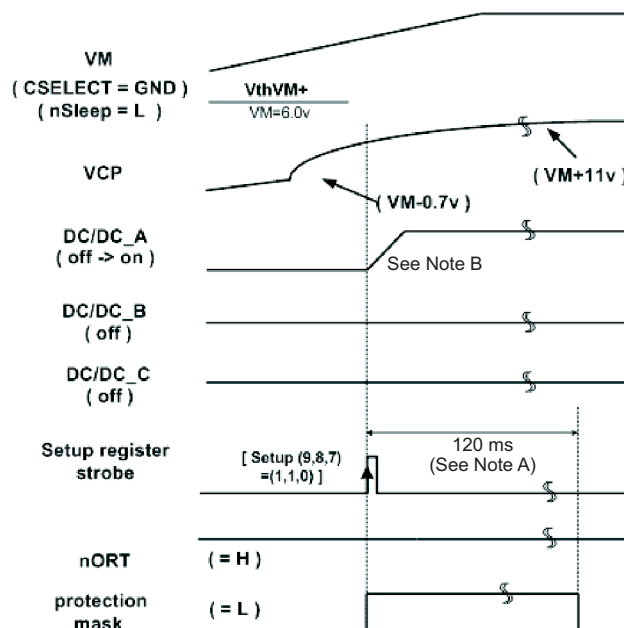 VM
( CSELECT = GND )
( nSleep = L )
VthVM+
VM=6.0v
VCP
( VM-0.7v )
( VM+11v )
DC/DC_A
( off -> on )
See Note B
DC/DC_B
( off )
DC/DC_C
( off )
Setup register
strobe
[ Setup (9,8,7)
=(1,1,0) ]
120 ms
(See Note A)
nORT
( = H )
protection
mask
( = L )